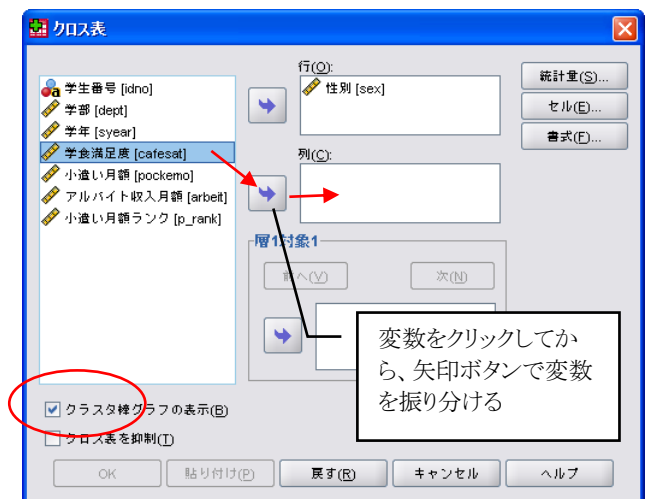 クロス表
学生番号 [idno]
学部 [dept]
学年 [syear]
学食満足度 [cafesat]
小遣い月額 [pockemo]
アルバイト収入月額 [arbeit]
小遣い月額ランク [p_rank]
行(O):
性別 [sex]
列(C):
統計量(S)...
セル(E)...
書式(F)...
層1対象1
前へ(V)
次(N)
変数をクリックしてか
ら、矢印ボタンで変数
を振り分ける
クラスタ棒グラフの表示(B)
クロス表を抑制(T)
OK
貼り付け(P)
戻す(R)
キャンセル
ヘルプ